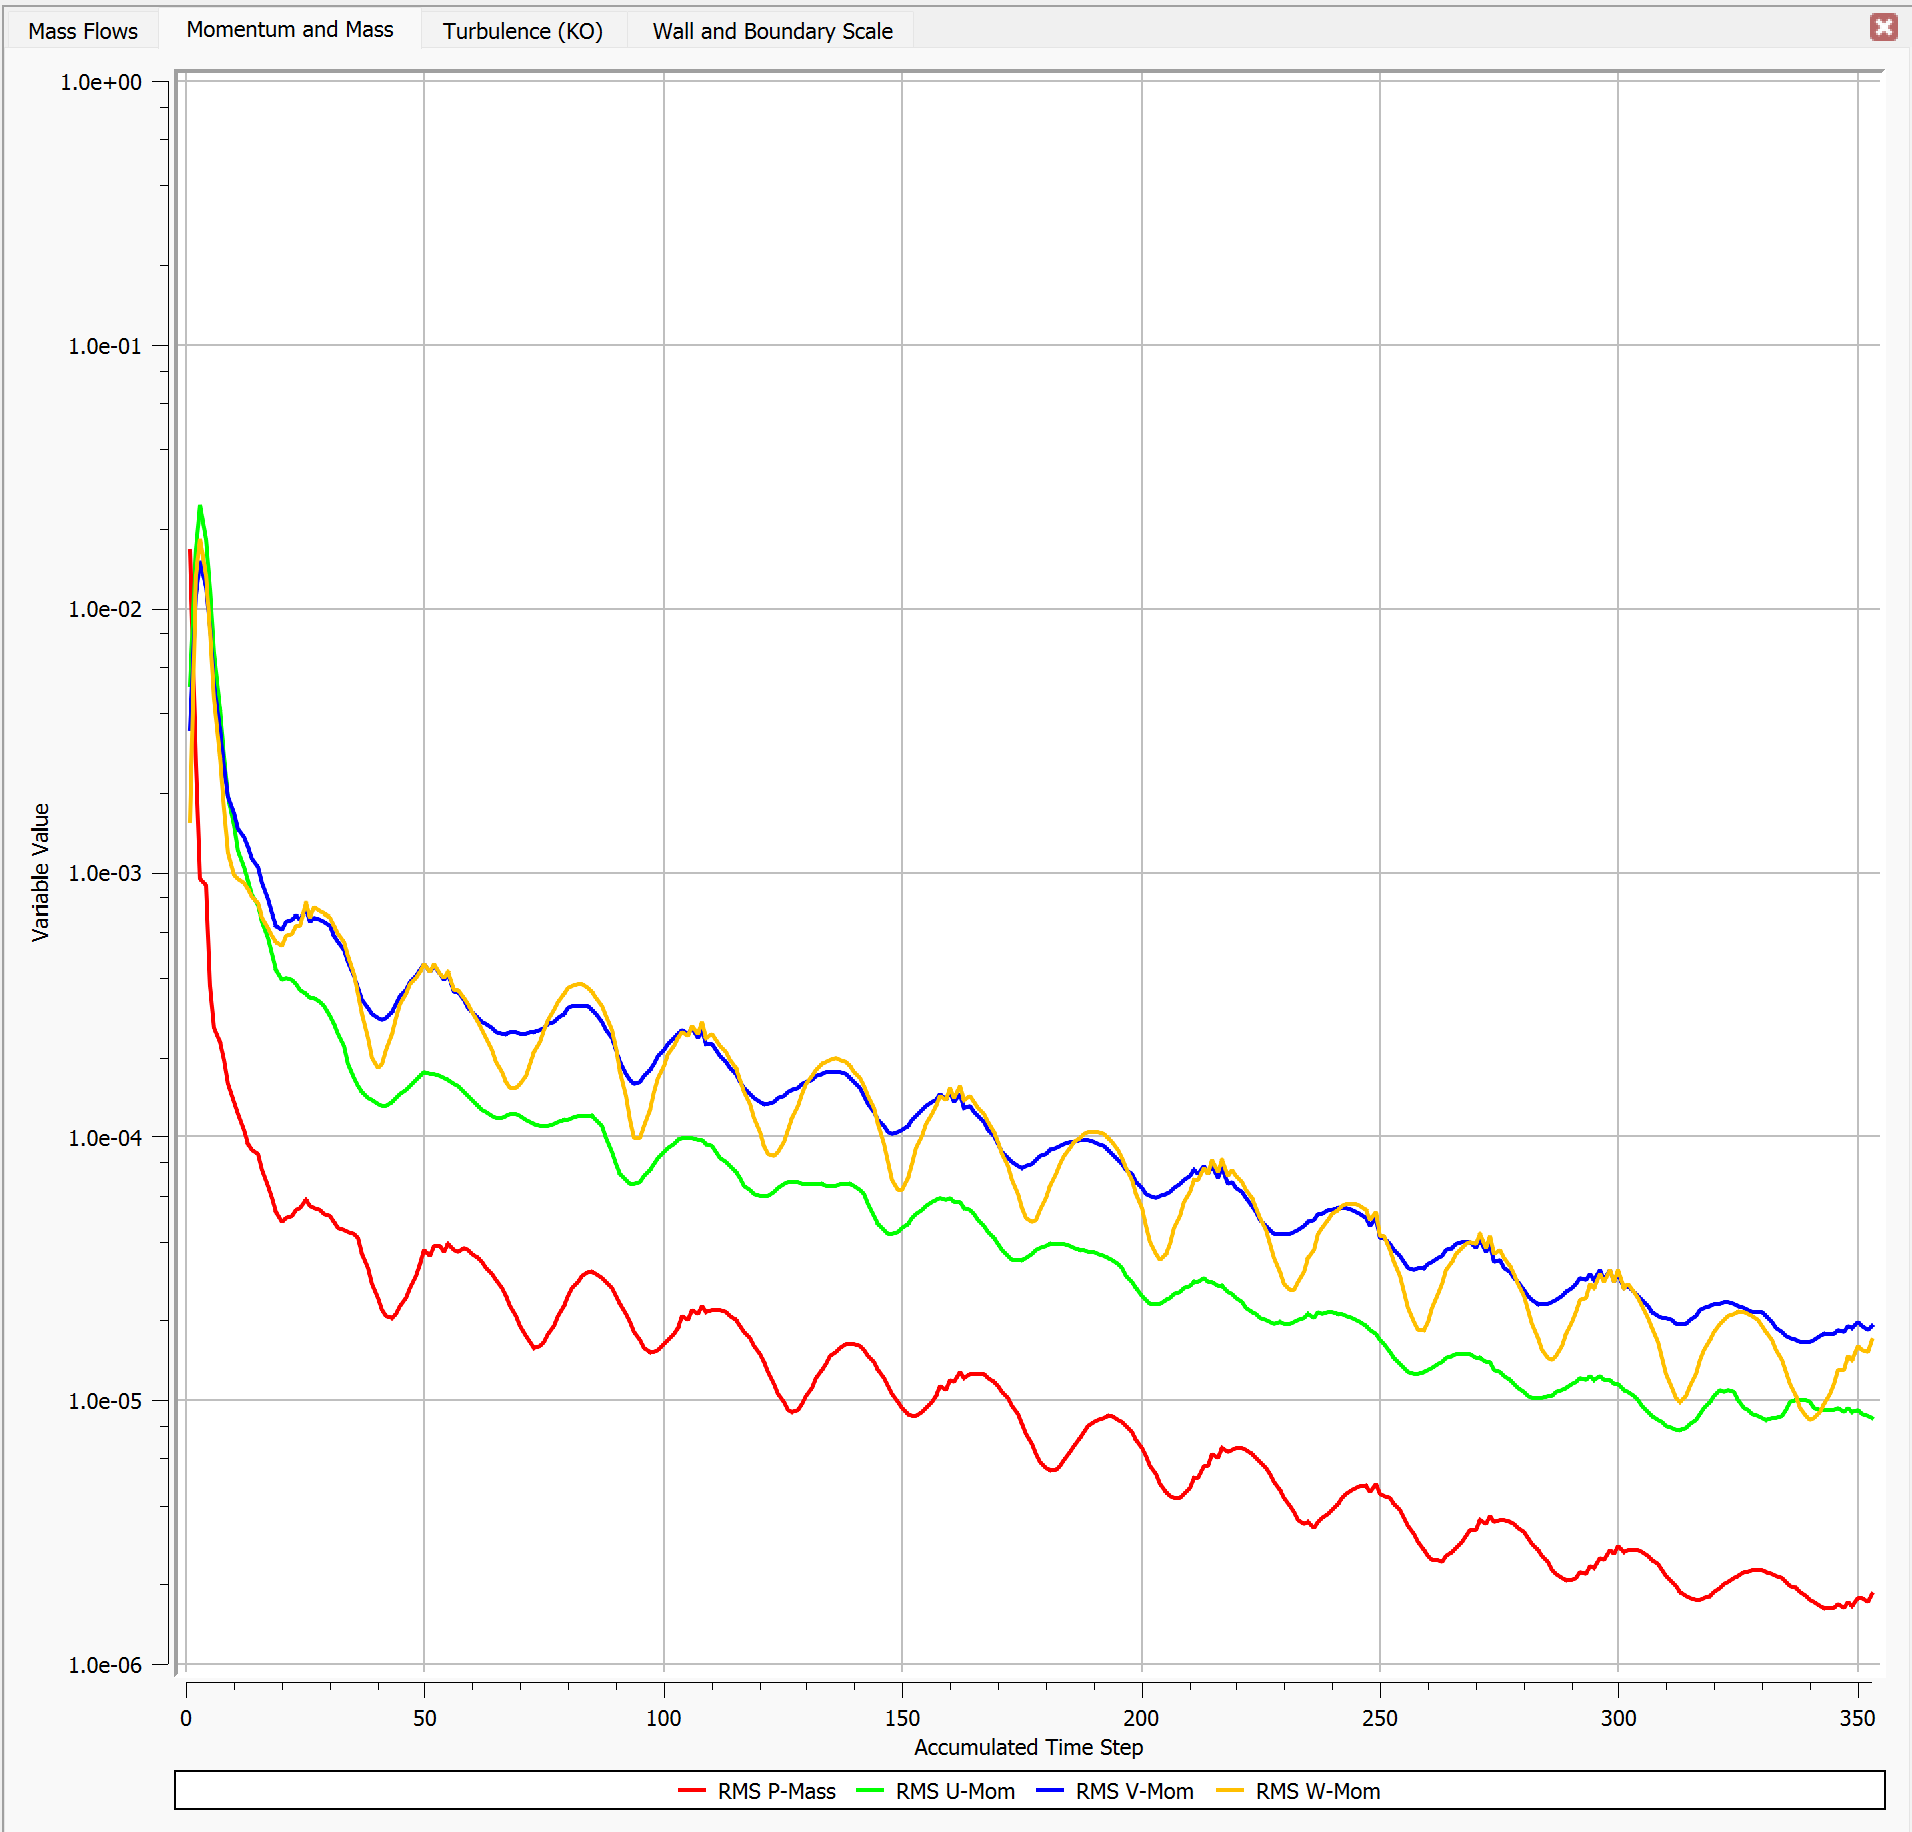 Mass Flows Momentum and Mass Turbulence (KO) Wall and Boundary Scale
1.0e+00
1.0e-01
1.0e-02
1.0e-03
1.0e-04
1.0e-05
1.0e-06
Variable Value
0 50 100 150 200 250 300 350
Accumulated Time Step
RMS P-Mass RMS U-Mom RMS V-Mom RMS W-Mom